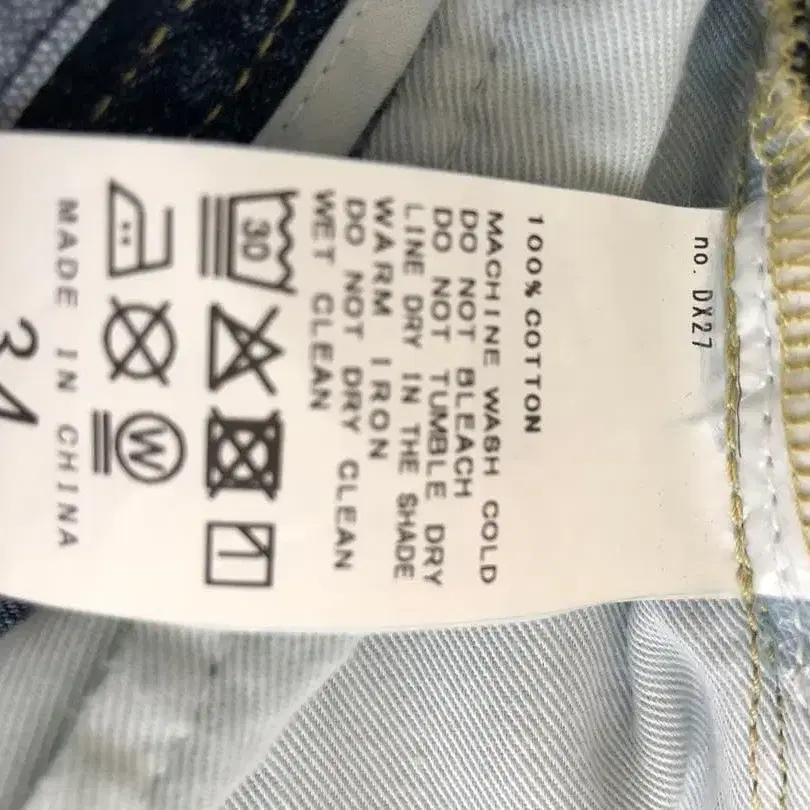 no. DX27
100% COTTON
MACHINE WASH COLD
DO NOT BLEACH
DO NOT TUMBLE DRY
LINE DRY IN THE SHADE
WARM IRON
DO NOT DRY CLEAN
WET CLEAN
30
W
MADE IN CHINA
34